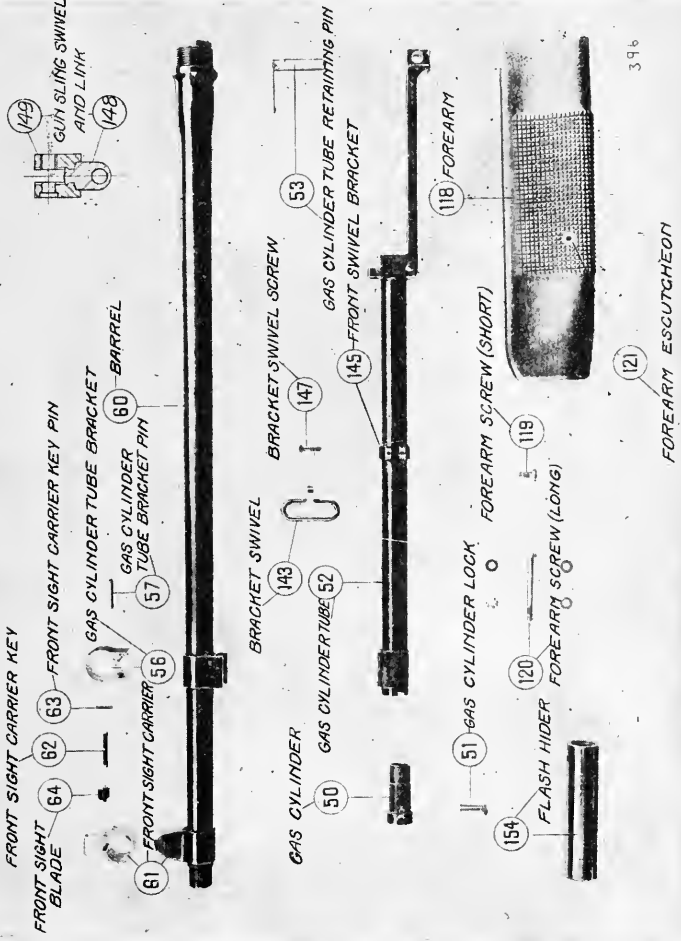 FRONT SIGHT CARRIER KEY
FRONT SIGHT
BLADE
64
62
63
FRONT SIGHT CARRIER KEY PIN
61
FRONT SIGHT CARRIER
56
GAS CYLINDER TUBE BRACKET
57
GAS CYLINDER
TUBE BRACKET PIN
60
BARREL
149
GUN SLING SWIVEL
AND LINK
148
GAS CYLINDER
50
GAS CYLINDER TUBE
52
BRACKET SWIVEL
143
BRACKET SWIVEL SCREW
147
145
FRONT SWIVEL BRACKET
GAS CYLINDER TUBE RETAINING PIN
53
51
GAS CYLINDER LOCK
154
FLASH HIDER
120
FOREARM SCREW (LONG)
FOREARM SCREW (SHORT)
119
118
FOREARM
121
FOREARM ESCUTCHEON
396